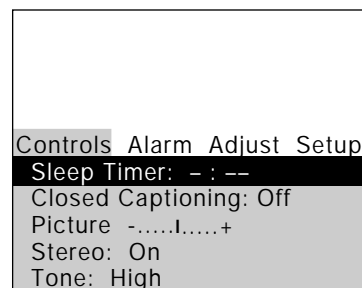 Controls Alarm Adjust Setup
Sleep Timer: – : ––
Closed Captioning: Off
Picture -.....I.....+
Stereo: On
Tone: High